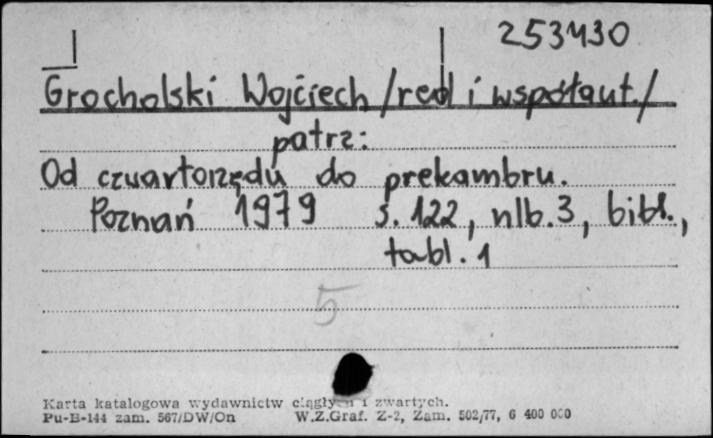 253430
Grocholski Wojciech /red i współaut./
patrz:
Od czwartorzędu do prekambru.
Poznań 1979 s. 122, nlb. 3, bibl.,
tabl. 1
5
Karta katalogowa wydawnictw ciągłych i zwartych.
Pu-B-144 zam. 567/DW/On W.Z.Graf. Z-2, Zam. 502/77, 6 400 000